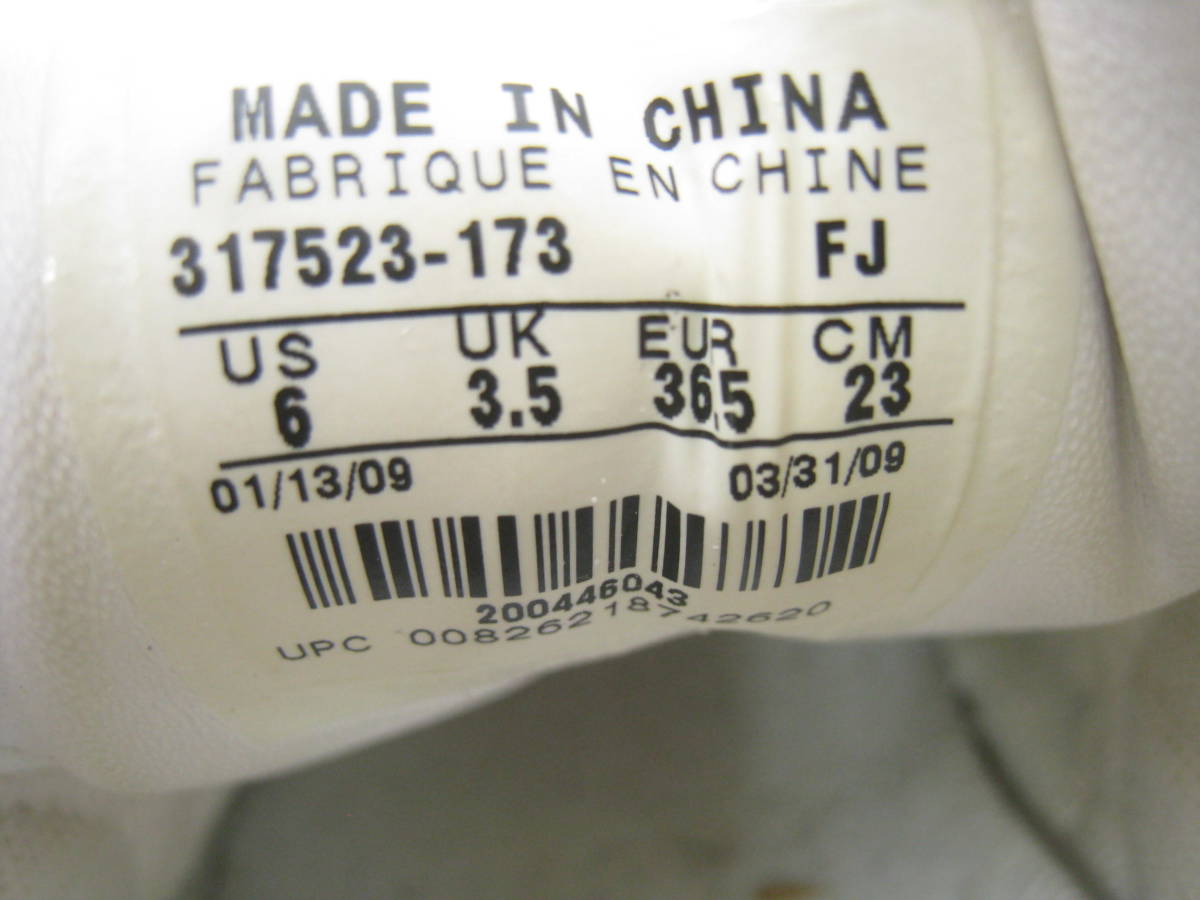 MADE IN CHINA
FABRIQUE EN CHINE
317523-173 FJ
US UK EUR CM
6 3.5 36.5 23
01/13/09 03/31/09
200446043
UPC 00826218742620